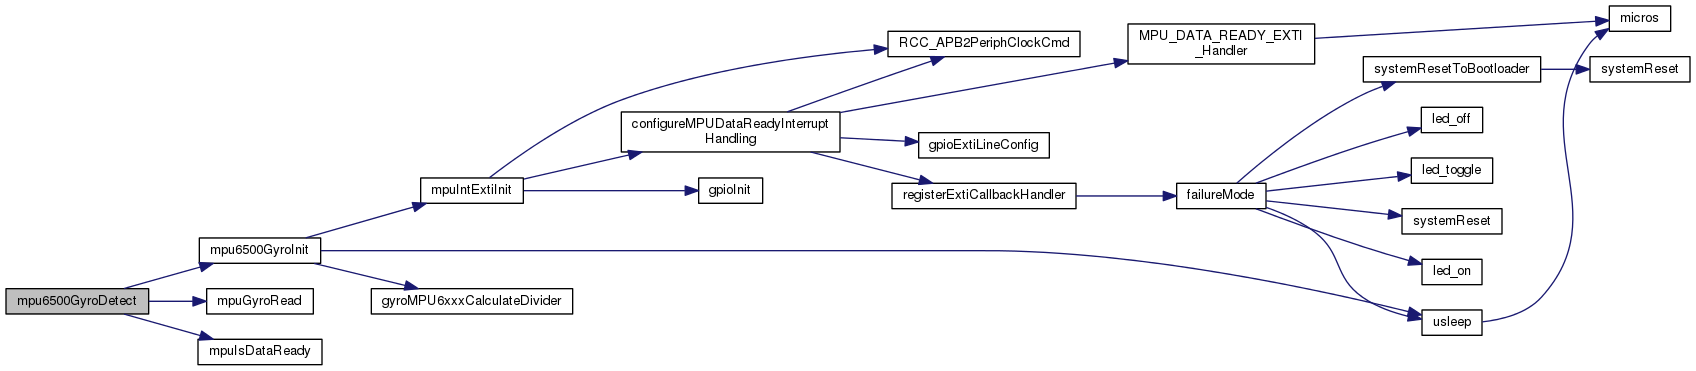 micros
RCC_APB2PeriphClockCmd
MPU_DATA_READY_EXTI
_Handler
systemResetToBootloader
systemReset
configureMPUDataReadyInterrupt
Handling
led_off
gpioExtiLineConfig
led_toggle
mpuIntExtiInit
gpioInit
registerExtiCallbackHandler
failureMode
systemReset
mpu6500GyroInit
led_on
mpu6500GyroDetect
mpuGyroRead
gyroMPU6xxxCalculateDivider
usleep
mpuIsDataReady